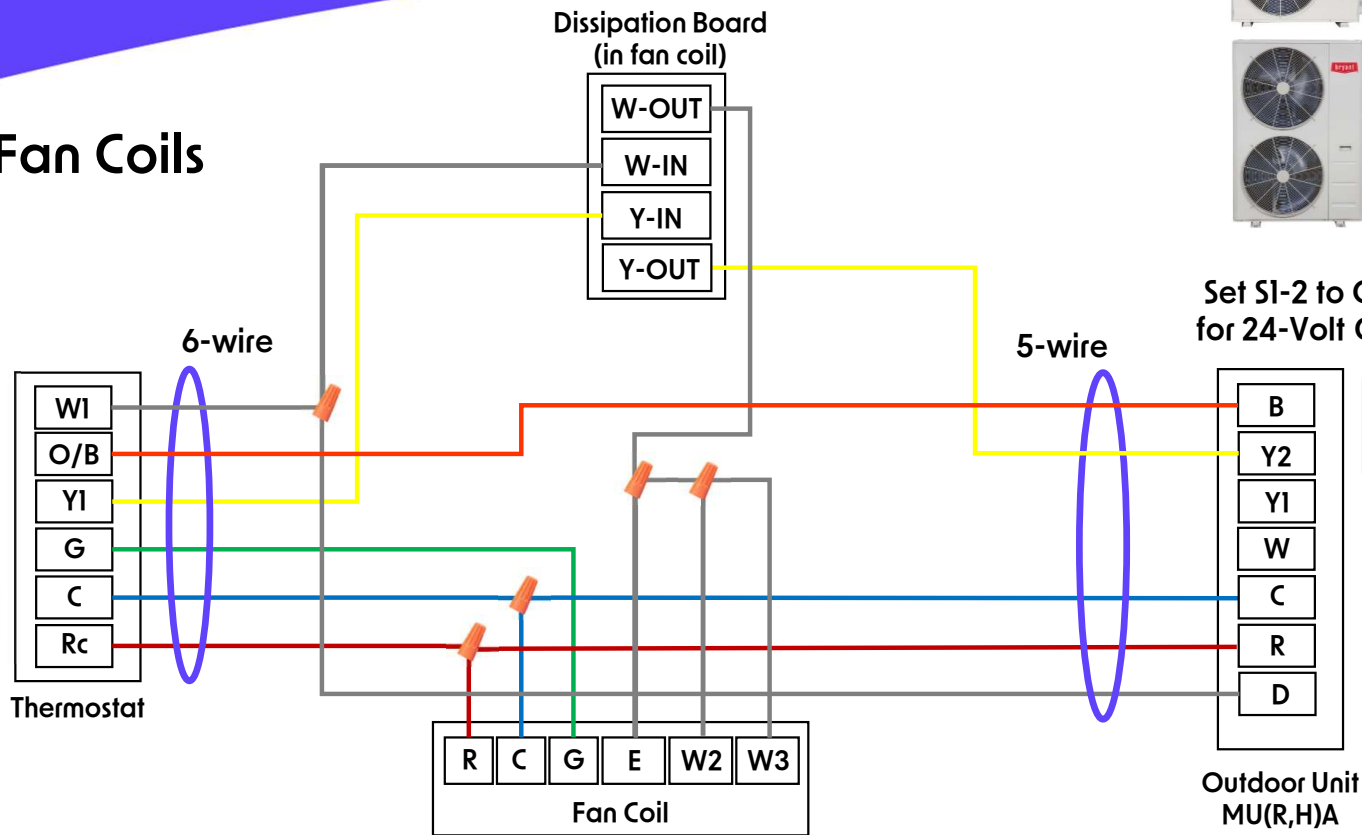 Dissipation Board
(in fan coil)
Fan Coils
W-OUT
W-IN
Y-IN
Y-OUT
bryant
Set S1-2 to
for 24-Volt
6-wire
5-wire
W1
O/B
Y1
G
C
Rc
Thermostat
B
Y2
Y1
W
C
R
D
Outdoor Unit
MU(R,H)A
R C G E W2 W3
Fan Coil